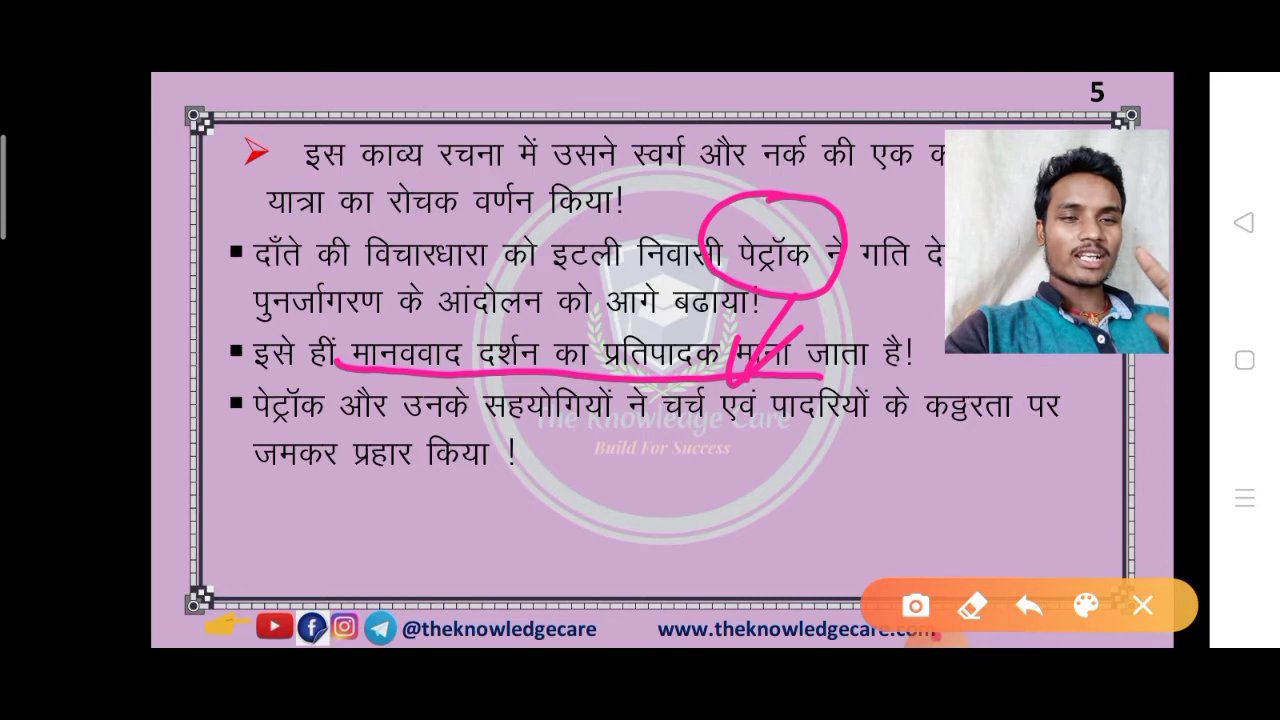 5
इस काव्य रचना में उसने स्वर्ग और नर्क की एक
यात्रा का रोचक वर्णन किया!
▪ दाँते की विचारधारा को इटली निवासी पेट्रॉक ने गति
पुनर्जागरण के आंदोलन को आगे बढाया!
▪ इसे हीं मानववाद दर्शन का प्रतिपादक माना जाता है!
▪ पेट्रॉक और उनके सहयोगियों ने चर्च एवं पादरियों के कठ्ठरता पर
जमकर प्रहार किया !
The Knowledge Care
Build For Success
@theknowledgecare www.theknowledgecare.com